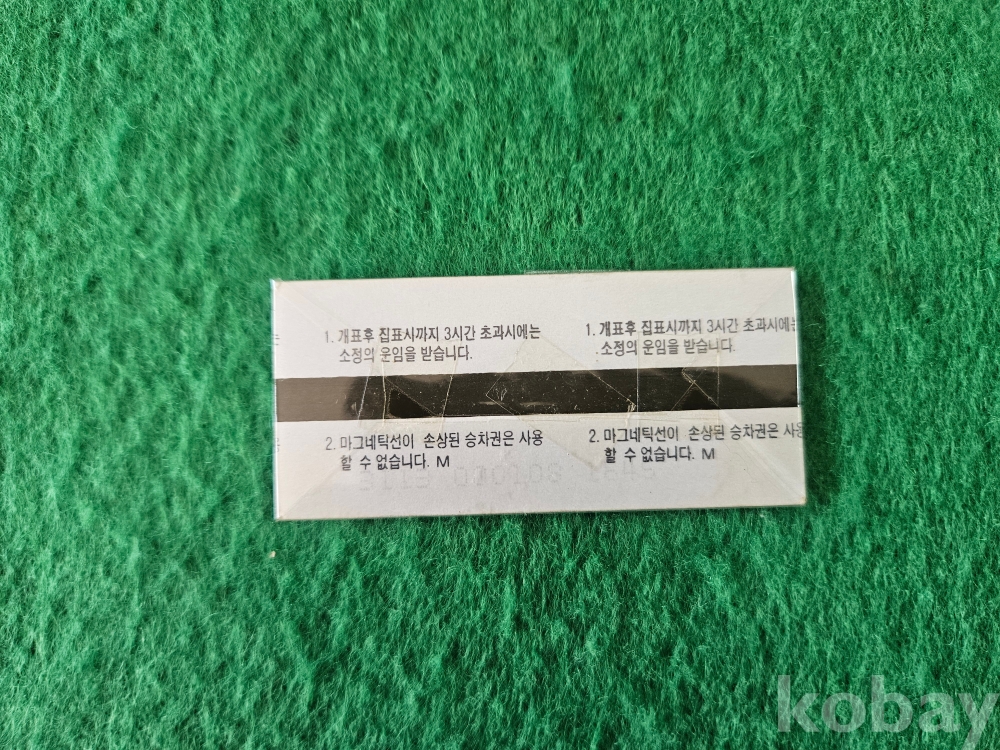 1. 개표후 집표시까지 3시간 초과시에는
소정의 운임을 받습니다.
1. 개표후 집표시까지 3시간 초과시에는
소정의 운임을 받습니다.
2. 마그네틱선이 손상된 승차권은 사용
할 수 없습니다. M
2. 마그네틱선이 손상된 승차권은 사
할 수 없습니다. M
kobay